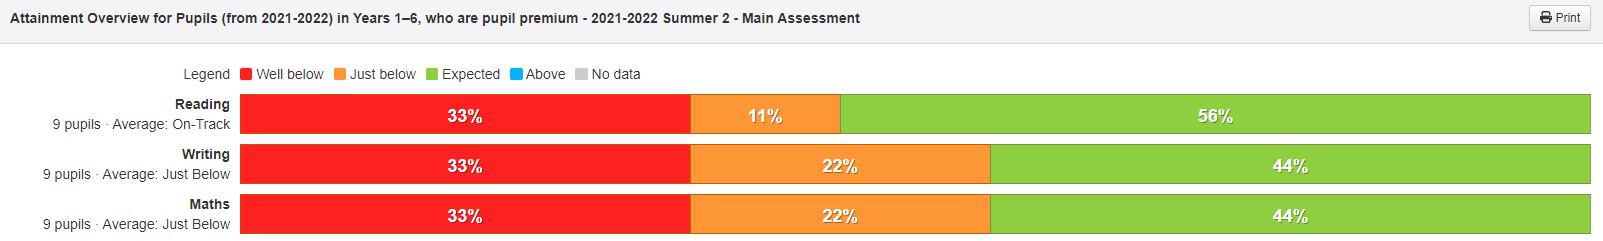 Attainment Overview for Pupils (from 2021-2022) in Years 1–6, who are pupil premium - 2021-2022 Summer 2 - Main Assessment
Print
Legend Well below Just below Expected Above No data
Reading
9 pupils · Average: On-Track
33% 11% 56%
Writing
9 pupils · Average: Just Below
33% 22% 44%
Maths
9 pupils · Average: Just Below
33% 22% 44%